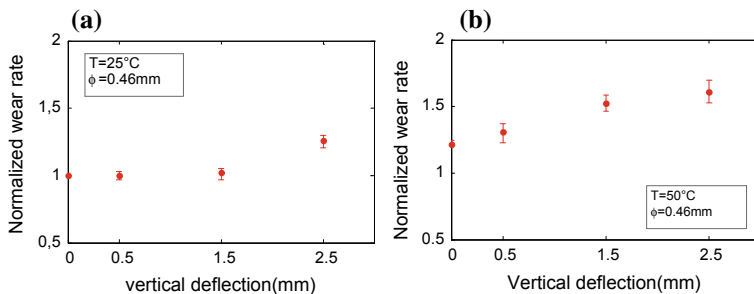 (a)
2
1.5
1
0,5
Normalized wear rate
T=25°C
ϕ=0.46mm
0 0.5 1.5 2.5
vertical deflection(mm)
(b)
2
1.5
1
0.5
Normalized wear rate
T=50°C
ϕ=0.46mm
0 0.5 1.5 2.5
Vertical deflection(mm)